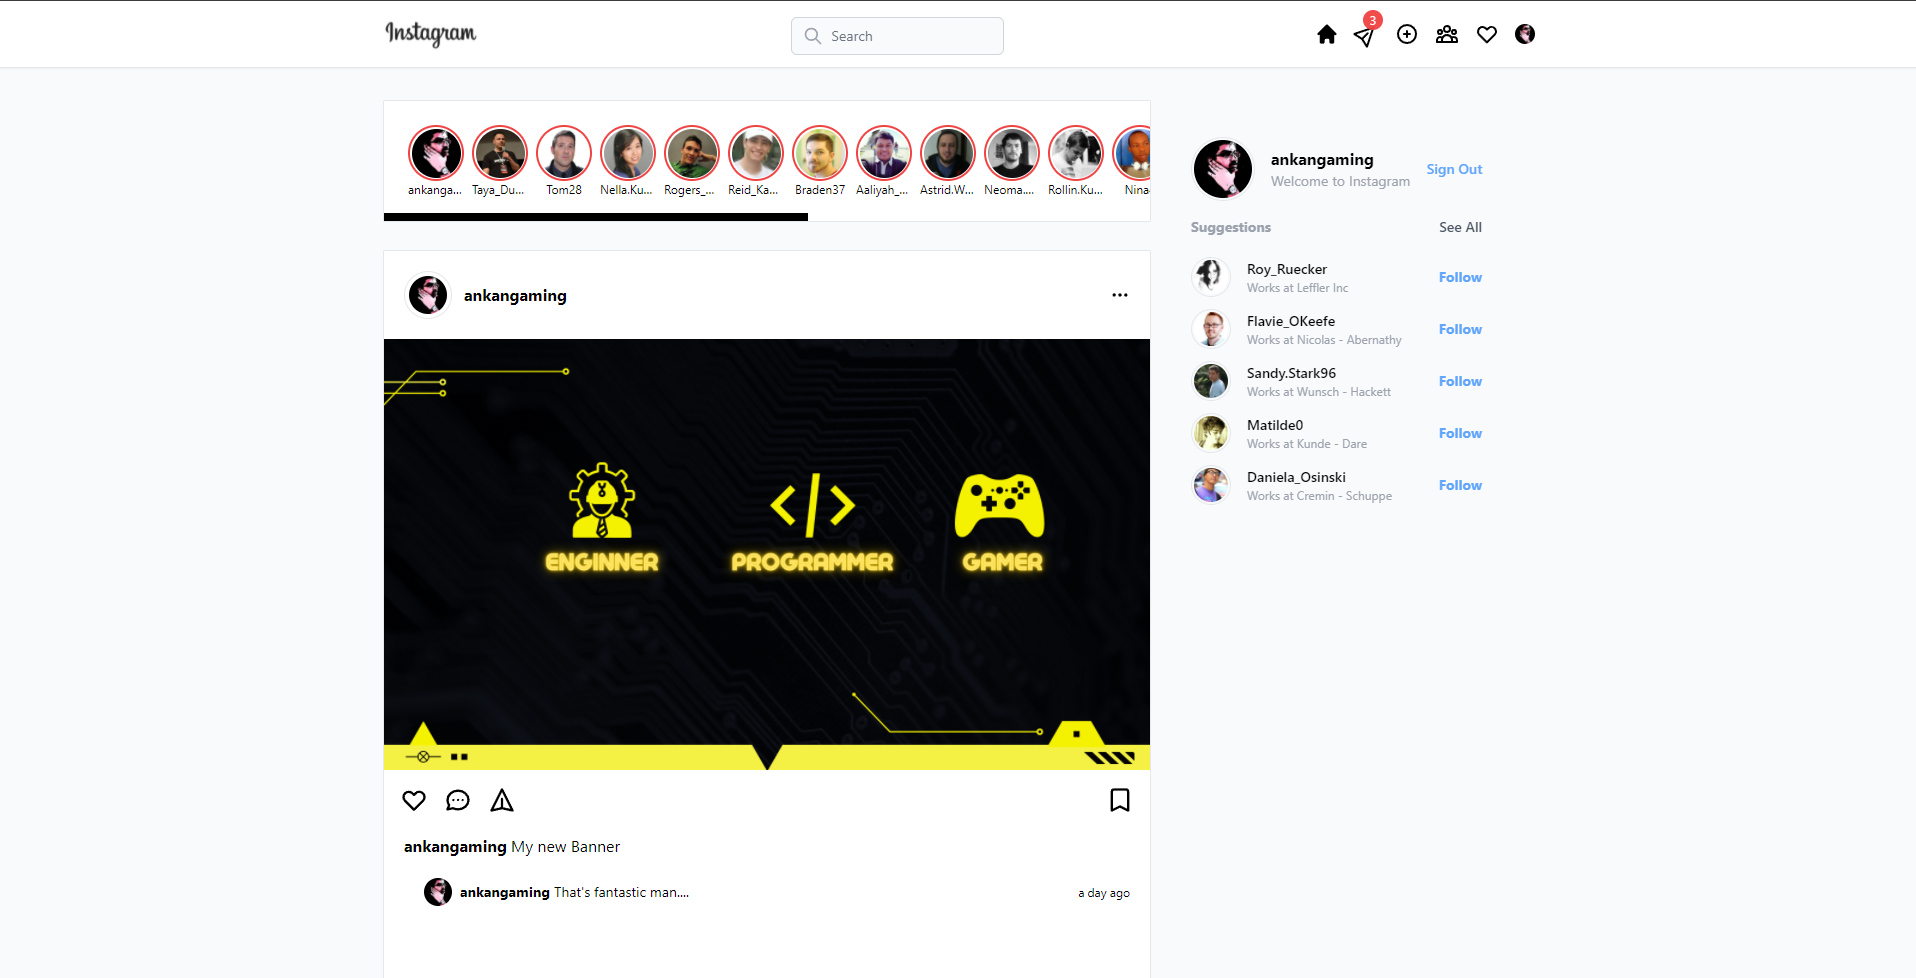 Instagram
Search
3
ankanga...
Taya_Du...
Tom28
Nella.Ku...
Rogers_...
Reid_Ka...
Braden37
Aaliyah_...
Astrid.W...
Neoma....
Rollin.Ku...
Nina
ankangaming
Welcome to Instagram
Sign Out
Suggestions
See All
Roy_Ruecker
Works at Leffler Inc
Follow
Flavie_OKeefe
Works at Nicolas - Abernathy
Follow
Sandy.Stark96
Works at Wunsch - Hackett
Follow
Matilde0
Works at Kunde - Dare
Follow
Daniela_Osinski
Works at Cremin - Schuppe
Follow
ankangaming
ENGINNER
PROGRAMMER
GAMER
ankangaming My new Banner
ankangaming That's fantastic man....
a day ago